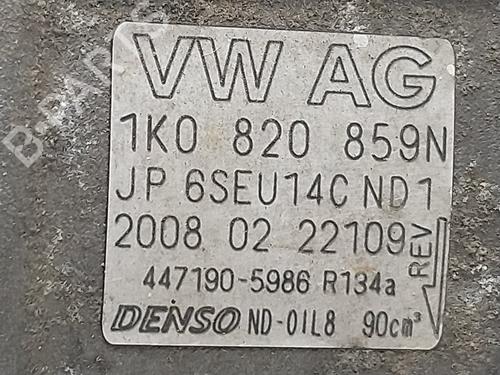 VW AG
1K0 820 859N
JP 6SEU14C ND1
2008 02 22109
REV
447190-5986 R134a
DENSO ND-OIL8 90cm³
B-PARTS